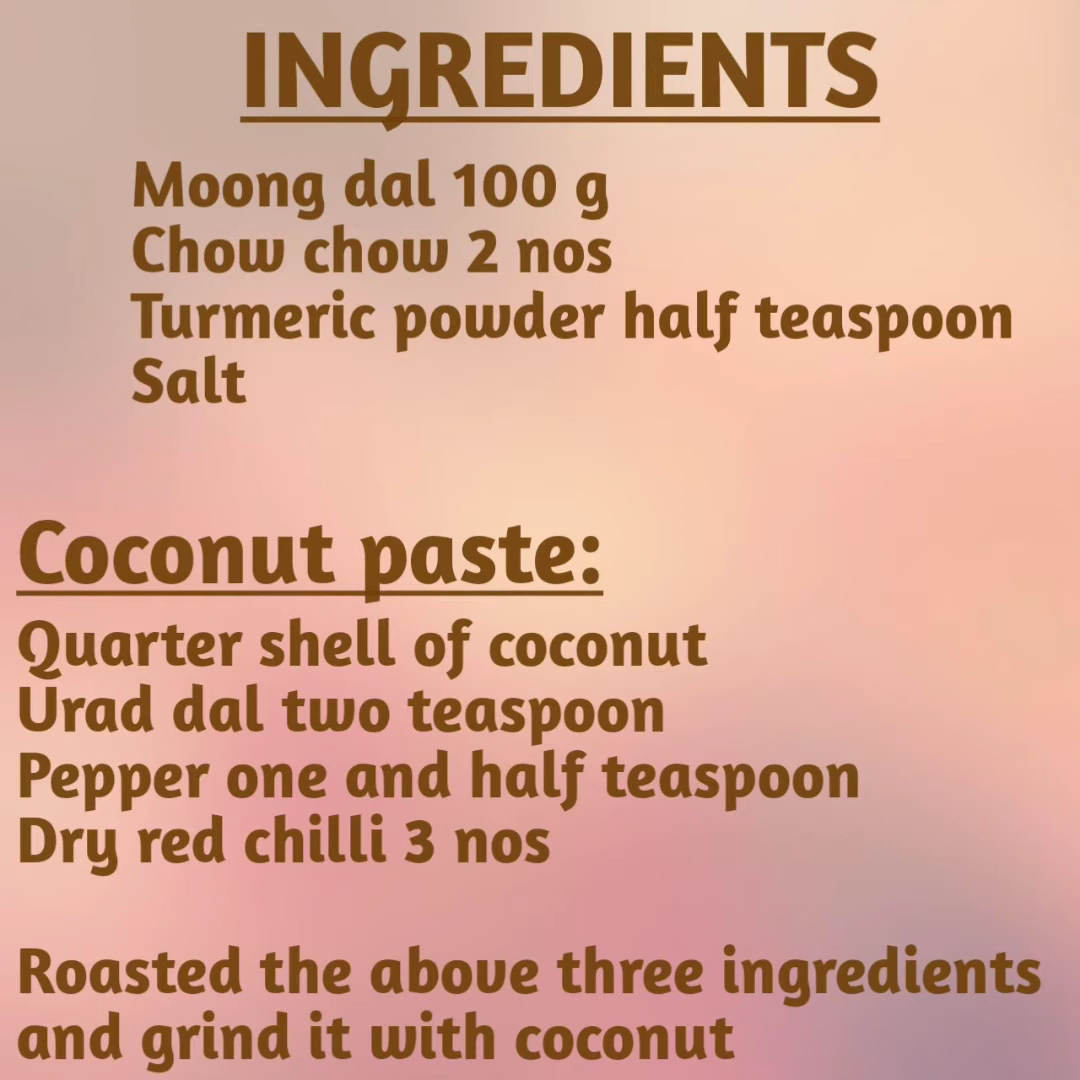 INGREDIENTS
Moong dal 100 g
Chow chow 2 nos
Turmeric powder half teaspoon
Salt
Coconut paste:
Quarter shell of coconut
Urad dal two teaspoon
Pepper one and half teaspoon
Dry red chilli 3 nos
Roasted the above three ingredients
and grind it with coconut